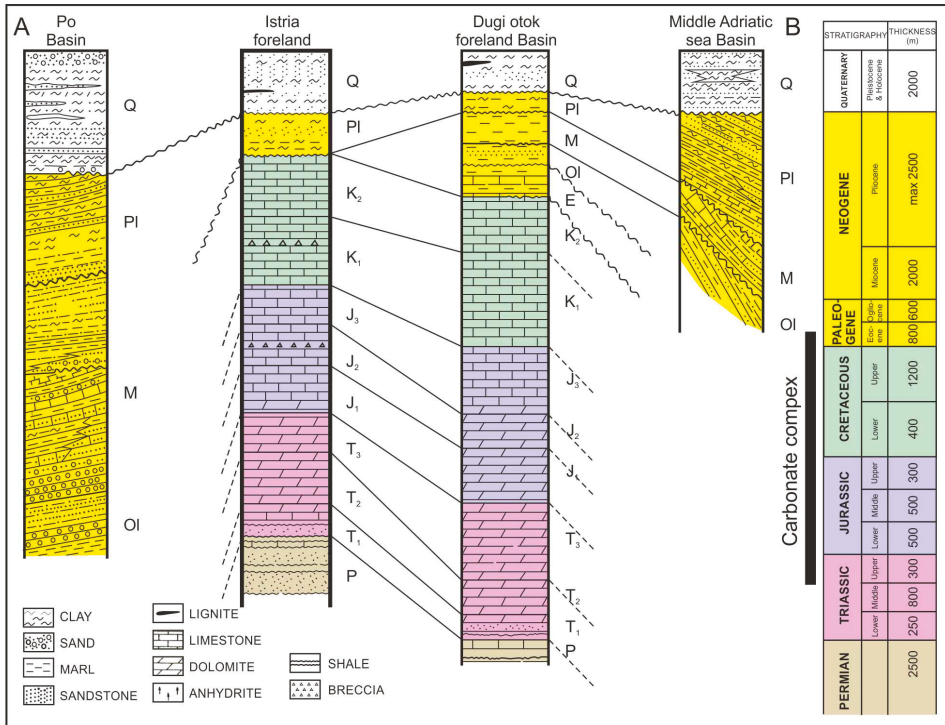 A
Po
Basin
Istria
foreland
Dugi otok
foreland Basin
Middle Adriatic
sea Basin
Q
Pl
M
Ol
Q
Pl
K2
K1
J3
J2
J1
T3
T2
T1
P
Q
Pl
M
Ol
E
K2
K1
J3
J2
J
T3
T2
T1
P
Q
Pl
M
Ol
CLAY
SAND
MARL
SANDSTONE
LIGNITE
LIMESTONE
DOLOMITE
ANHYDRITE
SHALE
BRECCIA
B
Carbonate compex
STRATIGRAPHY
THICKNESS
(m)
QUATERNARY
Pleistocene
& Holocene
2000
NEOGENE
Pliocene
max 2500
Miocene
2000
PALEO-
GENE
Oglio-
cene
600
Eoc-
ene
800
CRETACEOUS
Upper
1200
Lower
400
JURASSIC
Upper
300
Middle
500
Lower
500
TRIASSIC
Upper
300
Middle
800
Lower
250
PERMIAN
2500